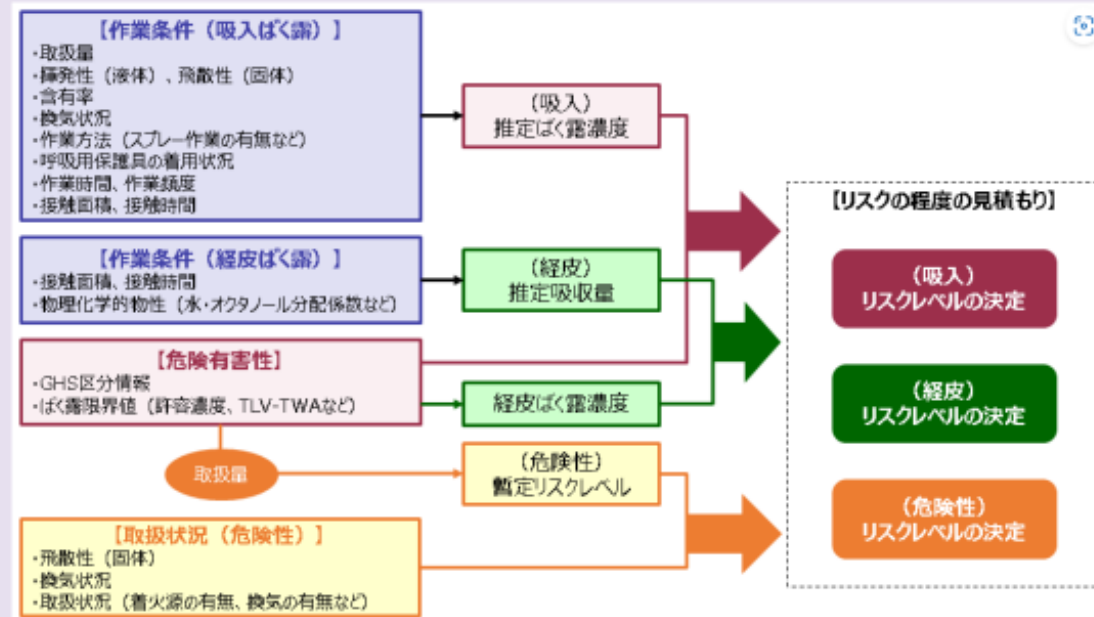 【作業条件（吸入ばく露）】
・取扱量
・揮発性（液体）、飛散性（固体）
・含有率
・換気状況
・作業方法（スプレー作業の有無など）
・呼吸用保護具の着用状況
・作業時間、作業頻度
・接触面積、接触時間
（吸入）
推定ばく露濃度
【作業条件（経皮ばく露）】
・接触面積、接触時間
・物理化学的物性（水・オクタノール分配係数など）
（経皮）
推定吸収量
【危険有害性】
・GHS区分情報
・ばく露限界値（許容濃度、TLV-TWAなど）
経皮ばく露濃度
取扱量
（危険性）
暫定リスクレベル
【取扱状況（危険性）】
・飛散性（固体）
・換気状況
・取扱状況（着火源の有無、換気の有無など）
【リスクの程度の見積もり】
（吸入）
リスクレベルの決定
（経皮）
リスクレベルの決定
（危険性）
リスクレベルの決定